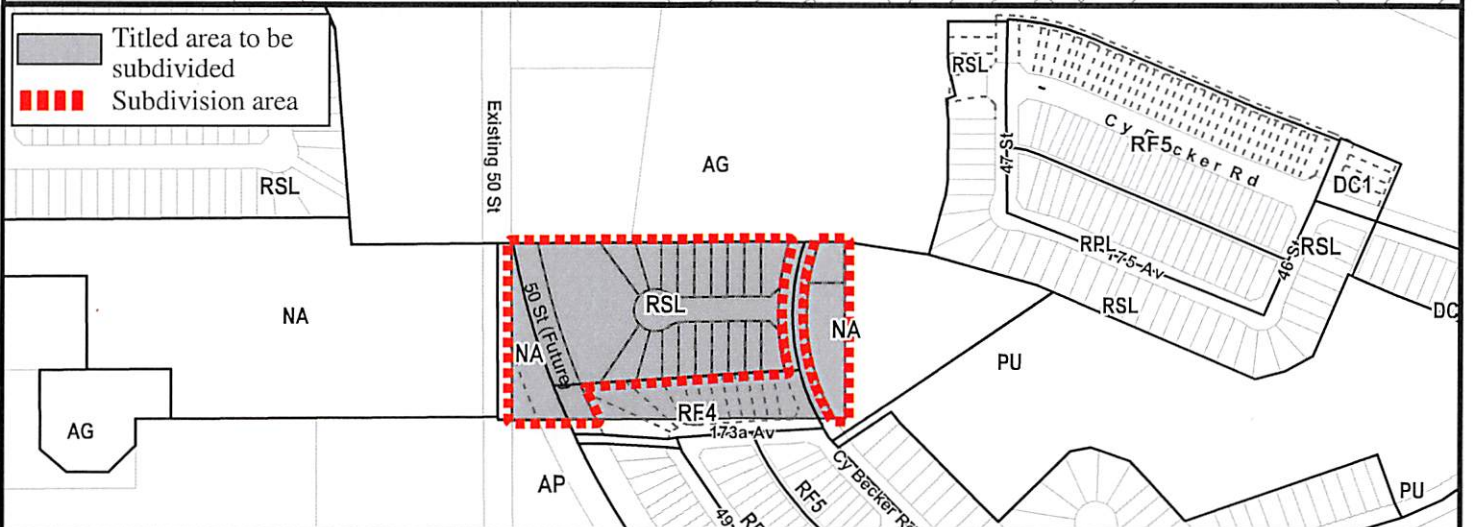 Titled area to be
subdivided
Subdivision area
RSL
Existing 50 St
AG
RSL
47 St
Cy Becker Rd
RF5
DC1
RPL
175 Av
46 St
RSL
RSL
DC
NA
RSL
50 St (Future)
NA
NA
PU
AG
RF4
173a Av
AP
Cy Becker
RF5
49
PU